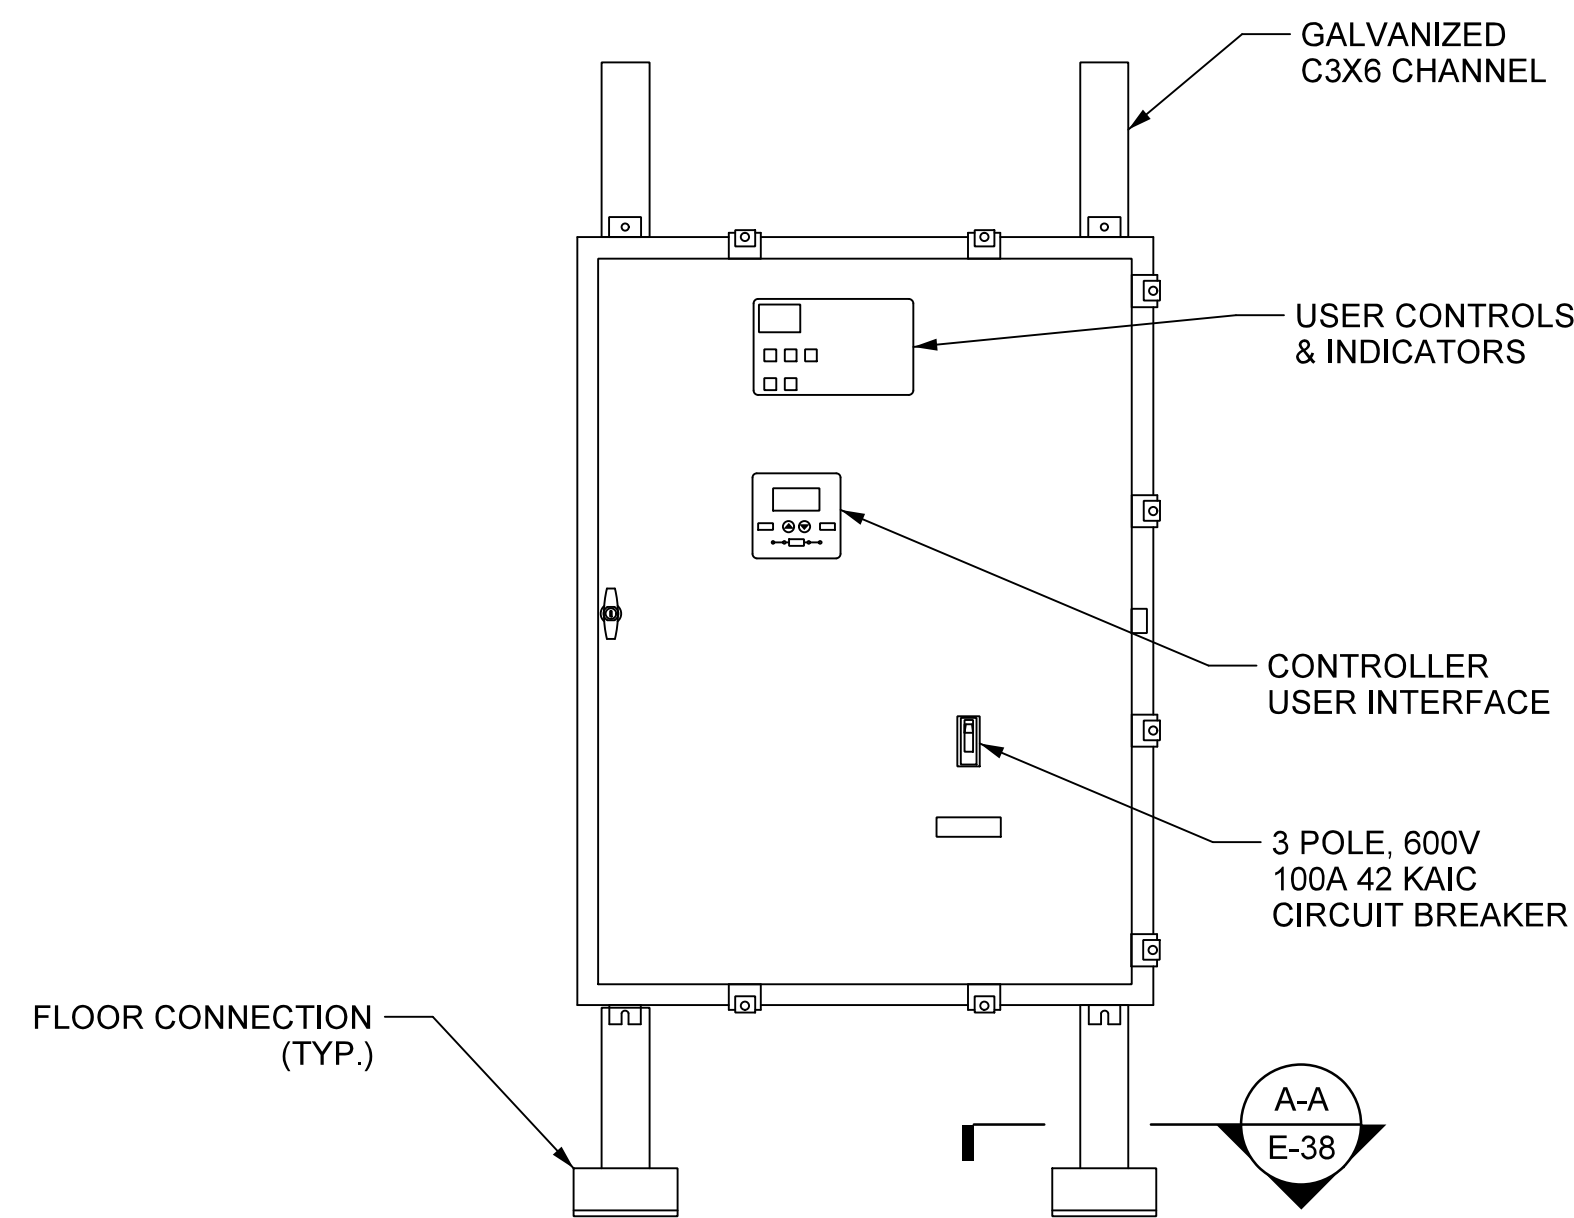 GALVANIZED
C3X6 CHANNEL
USER CONTROLS
& INDICATORS
CONTROLLER
USER INTERFACE
3 POLE, 600V
100A 42 KAIC
CIRCUIT BREAKER
FLOOR CONNECTION
(TYP.)
A-A
E-38